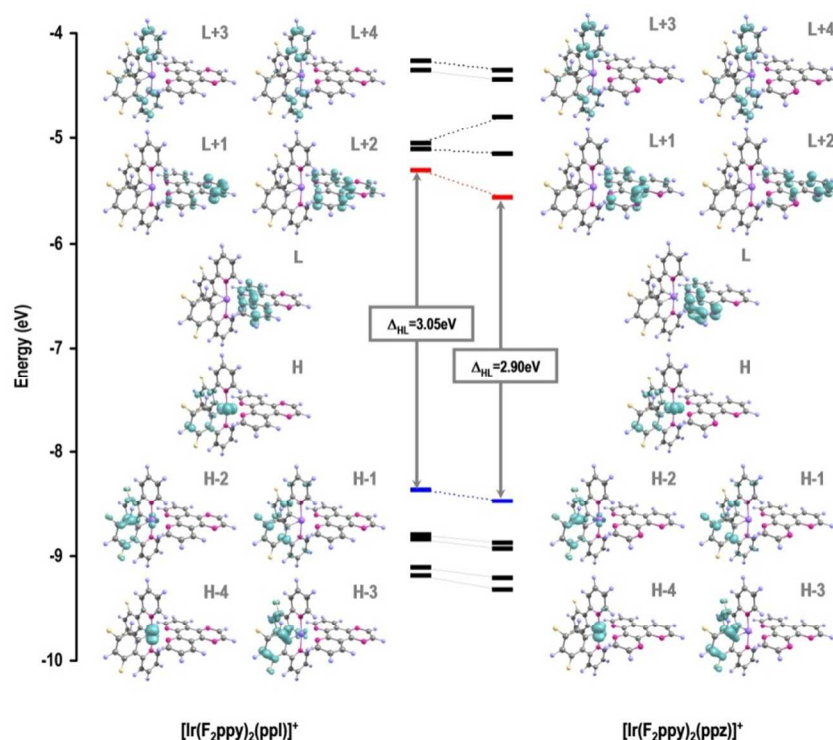 -4
L+3
L+4
L+3
L+4
-5
L+1
L+2
L+1
L+2
-6
L
L
Energy (eV)
Δ_HL=3.05eV
-7
Δ_HL=2.90eV
H
H
-8
H-2
H-1
H-2
H-1
-9
H-4
H-3
H-4
H-3
-10
[Ir(F₂ppy)₂(ppl)]⁺
[Ir(F₂ppy)₂(ppz)]⁺